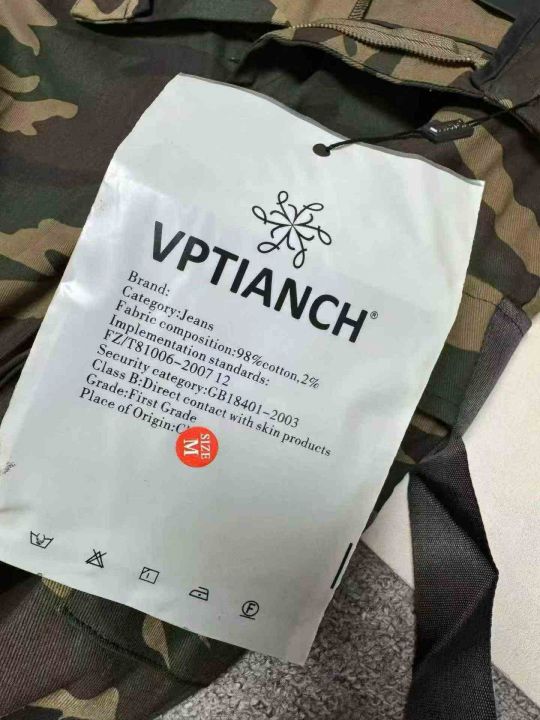 VPTIANCH®
Brand:
Category:Jeans
Fabric composition:98%cotton,2%
Implementation standards:
FZ/T81006-2007 12
Security category:GB18401-2003
Class B:Direct contact with skin products
Grade:First Grade
Place of Origin:
SIZE
M
F